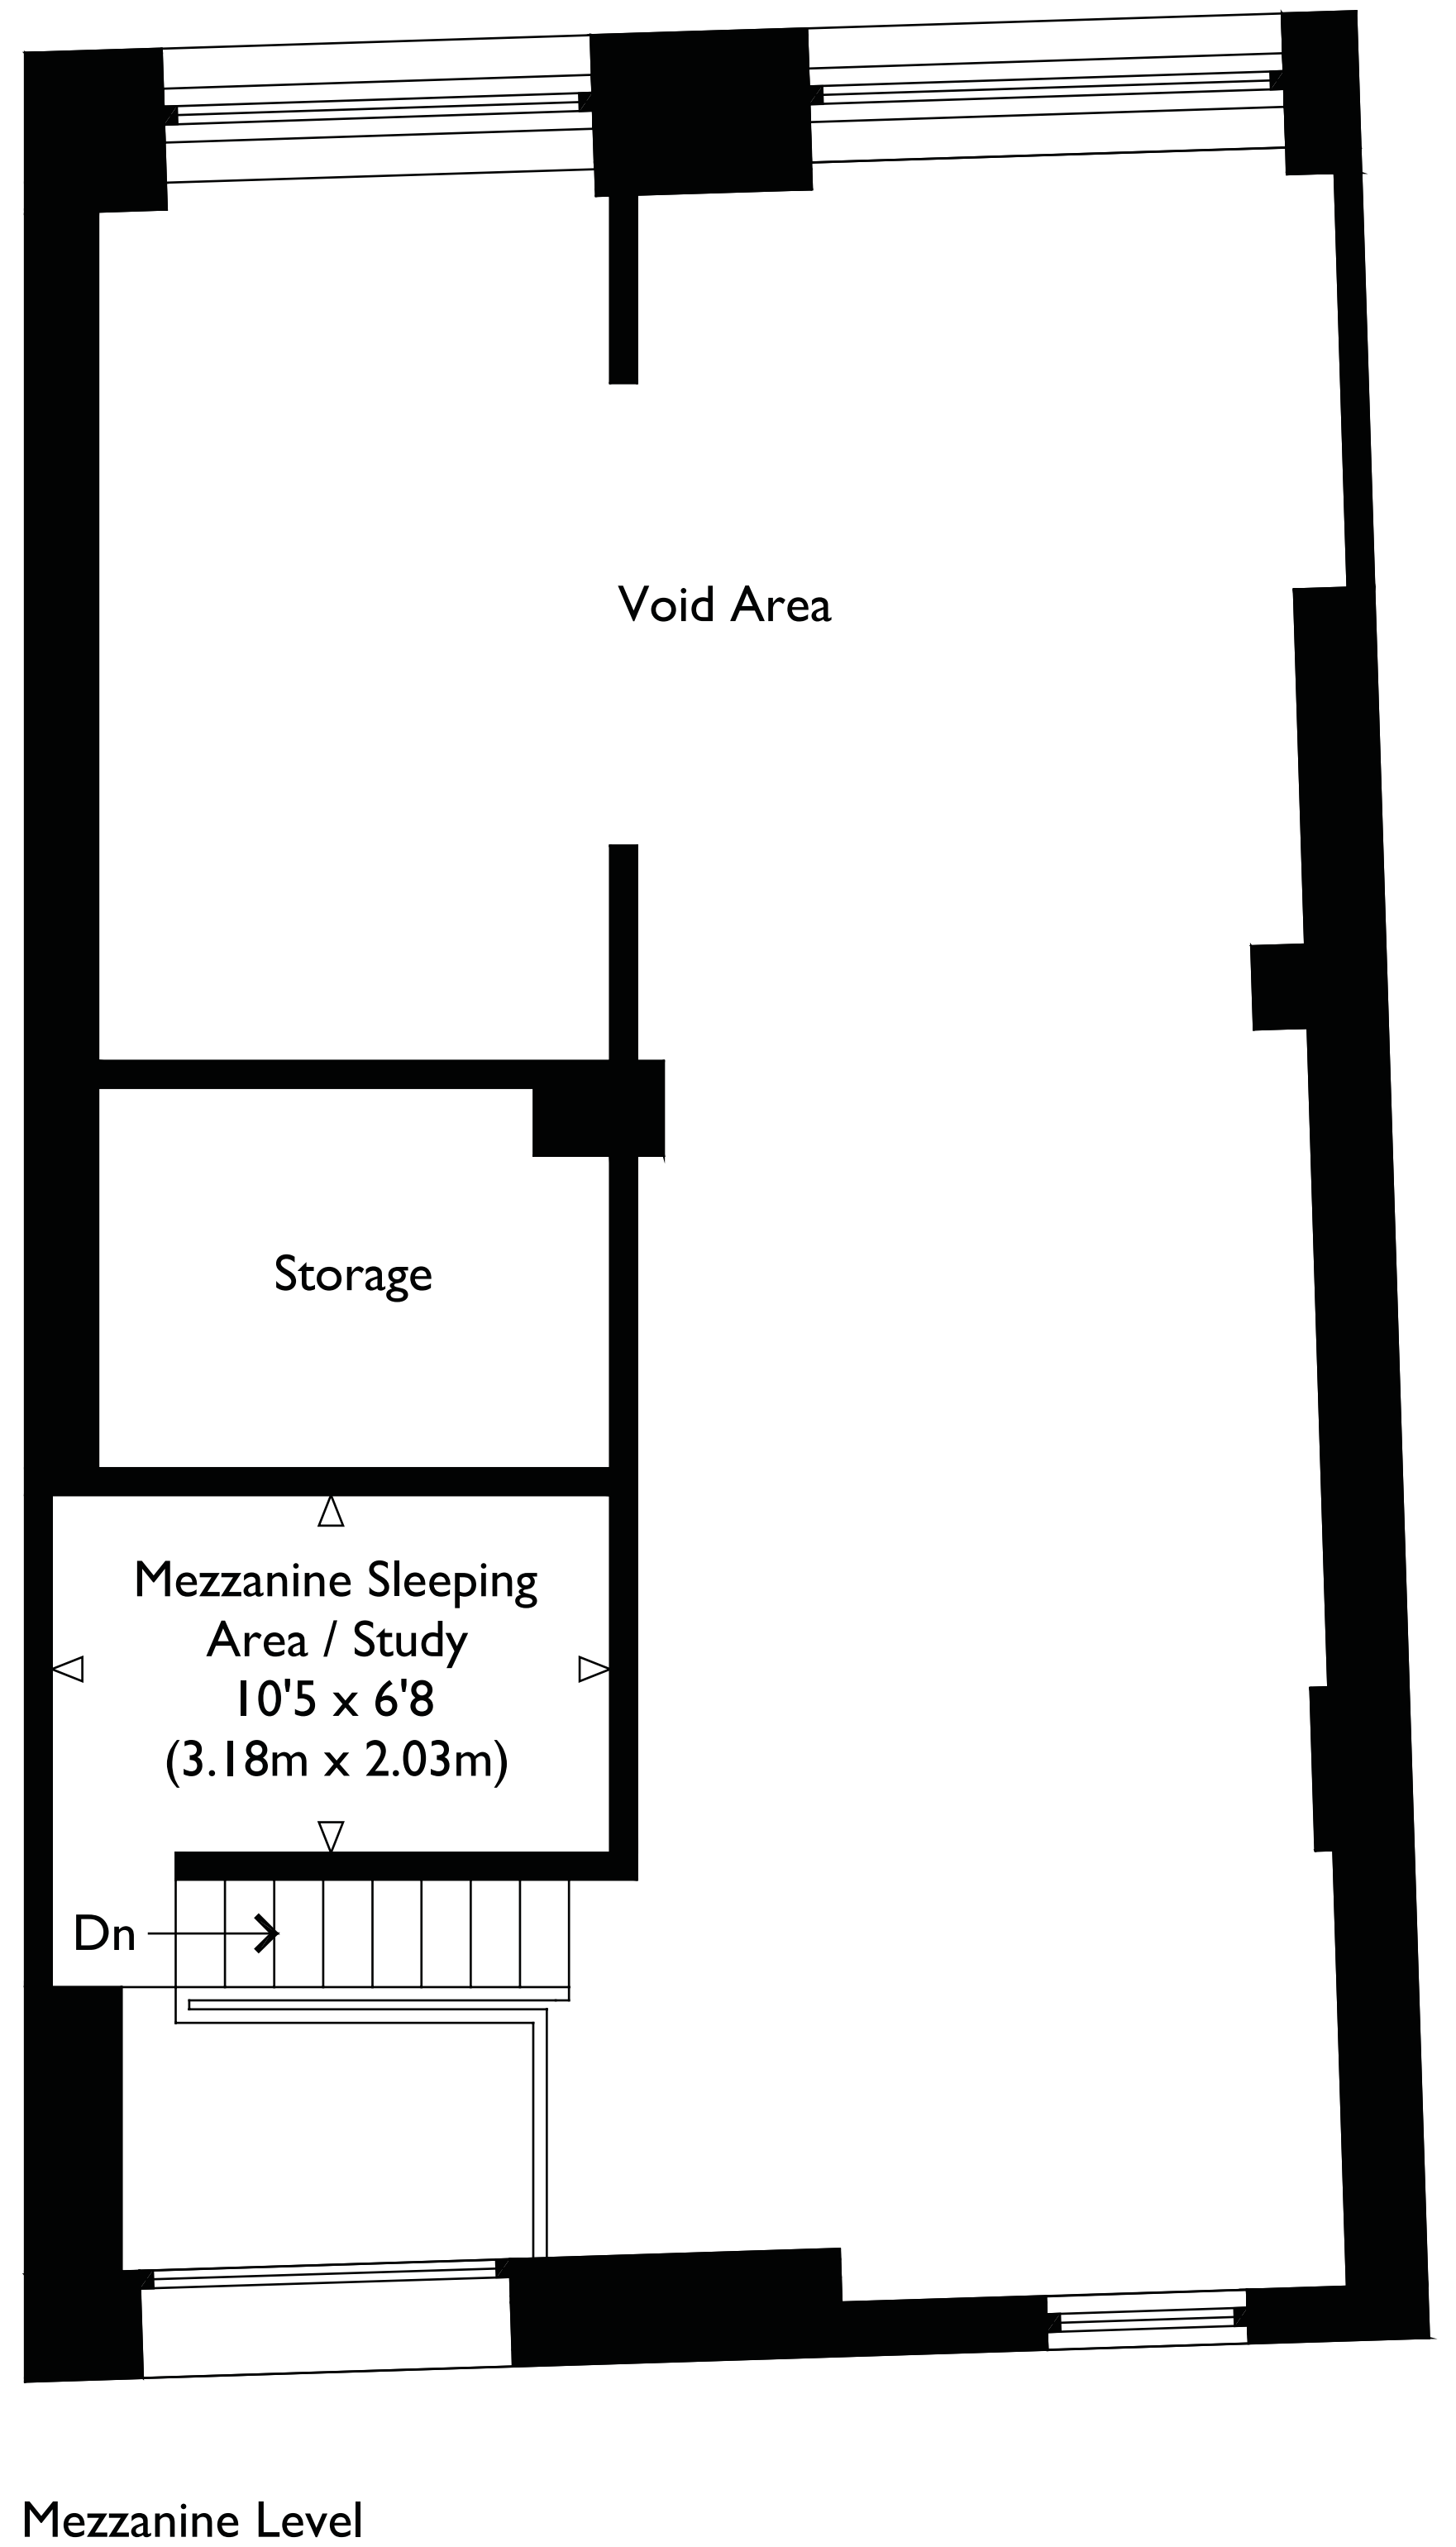 Void Area
Storage
Mezzanine Sleeping
Area / Study
10'5 x 6'8
(3.18m x 2.03m)
Dn
Mezzanine Level